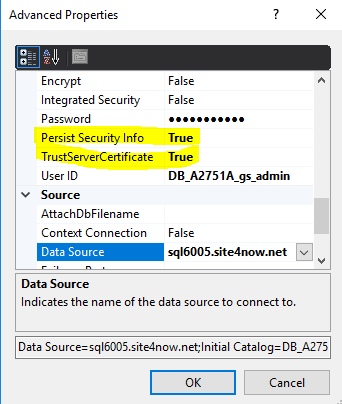 Advanced Properties
Encrypt False
Integrated Security False
Password ●●●●●●●●●●●
Persist Security Info True
TrustServerCertificate True
User ID DB_A2751A_gs_admin
Source
AttachDbFilename
Context Connection False
Data Source sql6005.site4now.net
Data Source
Indicates the name of the data source to connect to.
Data Source=sql6005.site4now.net;Initial Catalog=DB_A275
OK Cancel